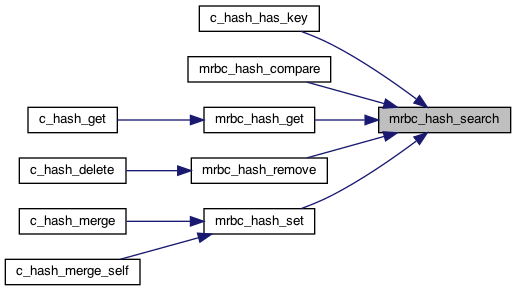 c_hash_has_key
mrbc_hash_compare
mrbc_hash_search
c_hash_get
mrbc_hash_get
c_hash_delete
mrbc_hash_remove
c_hash_merge
mrbc_hash_set
c_hash_merge_self